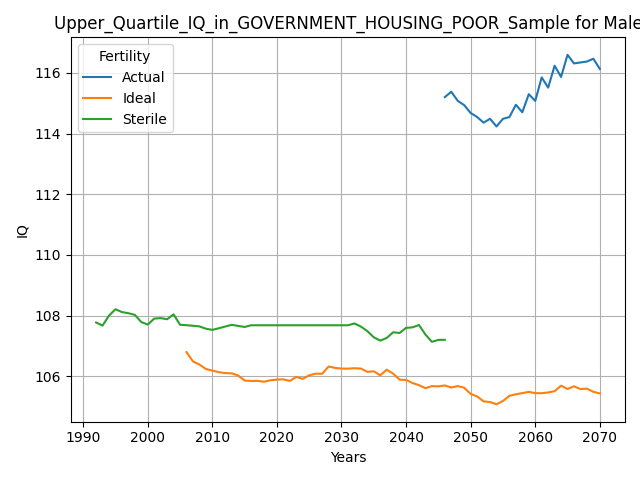 Upper_Quartile_IQ_in_GOVERNMENT_HOUSING_POOR_Sample for Male
Fertility
Actual
Ideal
Sterile
116
114
112
110
108
106
IQ
1990 2000 2010 2020 2030 2040 2050 2060 2070
Years